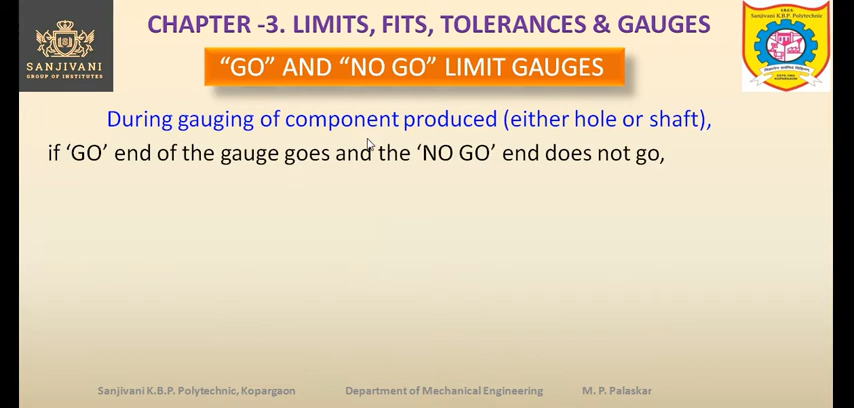 CHAPTER -3. LIMITS, FITS, TOLERANCES & GAUGES
SANJIVANI
GROUP OF INSTITUTES
Sanjivani K.B.P. Polytechnic
“GO” AND “NO GO” LIMIT GAUGES
During gauging of component produced (either hole or shaft),
if ‘GO’ end of the gauge goes and the ‘NO GO’ end does not go,
Sanjivani K.B.P. Polytechnic, Kopargaon Department of Mechanical Engineering M. P. Palaskar